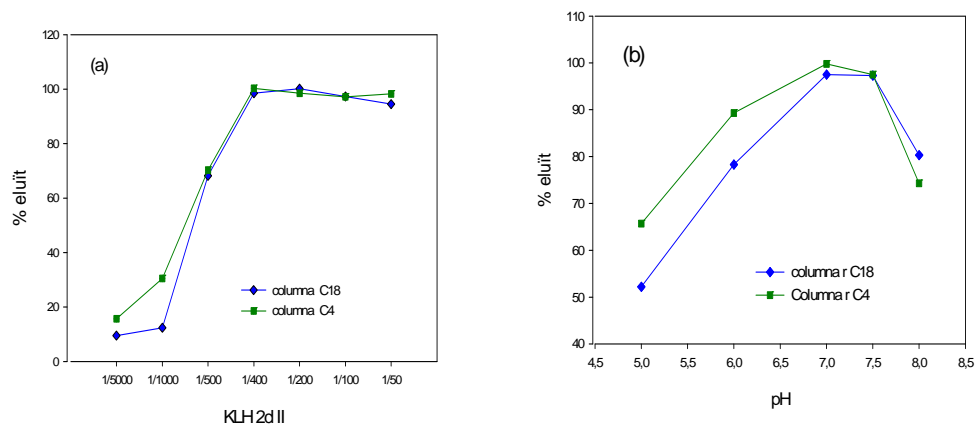 (a)
% eluït
120
100
80
60
40
20
0
columna C18
columna C4
1/5000 1/1000 1/500 1/400 1/200 1/100 1/50
KLH 2d II
(b)
% eluït
110
100
90
80
70
60
50
40
columna r C18
Columna r C4
4,5 5,0 5,5 6,0 6,5 7,0 7,5 8,0 8,5
pH